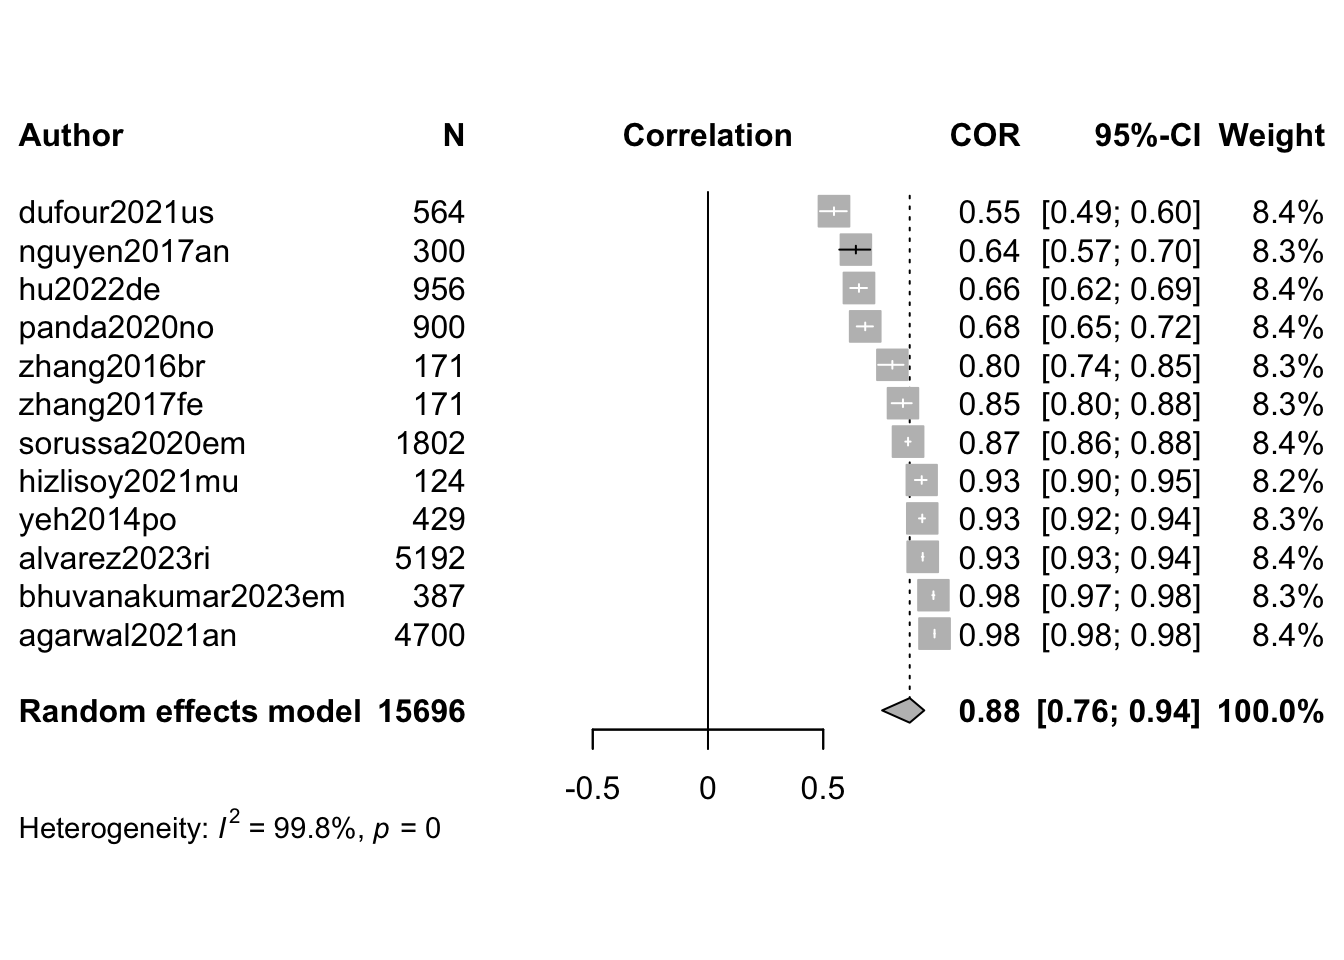 Author N Correlation COR 95%-CI Weight
dufour2021us 564 0.55 [0.49; 0.60] 8.4%
nguyen2017an 300 0.64 [0.57; 0.70] 8.3%
hu2022de 956 0.66 [0.62; 0.69] 8.4%
panda2020no 900 0.68 [0.65; 0.72] 8.4%
zhang2016br 171 0.80 [0.74; 0.85] 8.3%
zhang2017fe 171 0.85 [0.80; 0.88] 8.3%
sorussa2020em 1802 0.87 [0.86; 0.88] 8.4%
hizlisoy2021mu 124 0.93 [0.90; 0.95] 8.2%
yeh2014po 429 0.93 [0.92; 0.94] 8.3%
alvarez2023ri 5192 0.93 [0.93; 0.94] 8.4%
bhuvanakumar2023em 387 0.98 [0.97; 0.98] 8.3%
agarwal2021an 4700 0.98 [0.98; 0.98] 8.4%
Random effects model 15696 0.88 [0.76; 0.94] 100.0%
-0.5 0 0.5
Heterogeneity: I² = 99.8%, p = 0